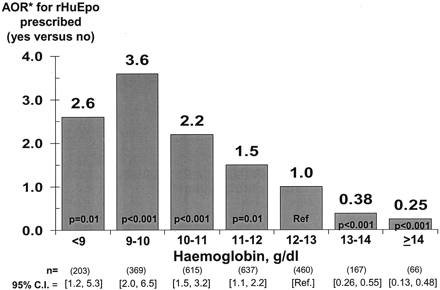 AOR* for rHuEpo
prescribed
(yes versus no)
4.0
3.0
2.0
1.0
0.0
2.6
3.6
2.2
1.5
1.0
0.38
0.25
p=0.01
p<0.001
p<0.001
p=0.01
Ref
p<0.001
p<0.001
<9 9-10 10-11 11-12 12-13 13-14 ≥14
Haemoglobin, g/dl
n= (203) (369) (615) (637) (460) (167) (66)
95% C.I. = [1.2, 5.3] [2.0, 6.5] [1.5, 3.2] [1.1, 2.2] [Ref.] [0.26, 0.55] [0.13, 0.48]